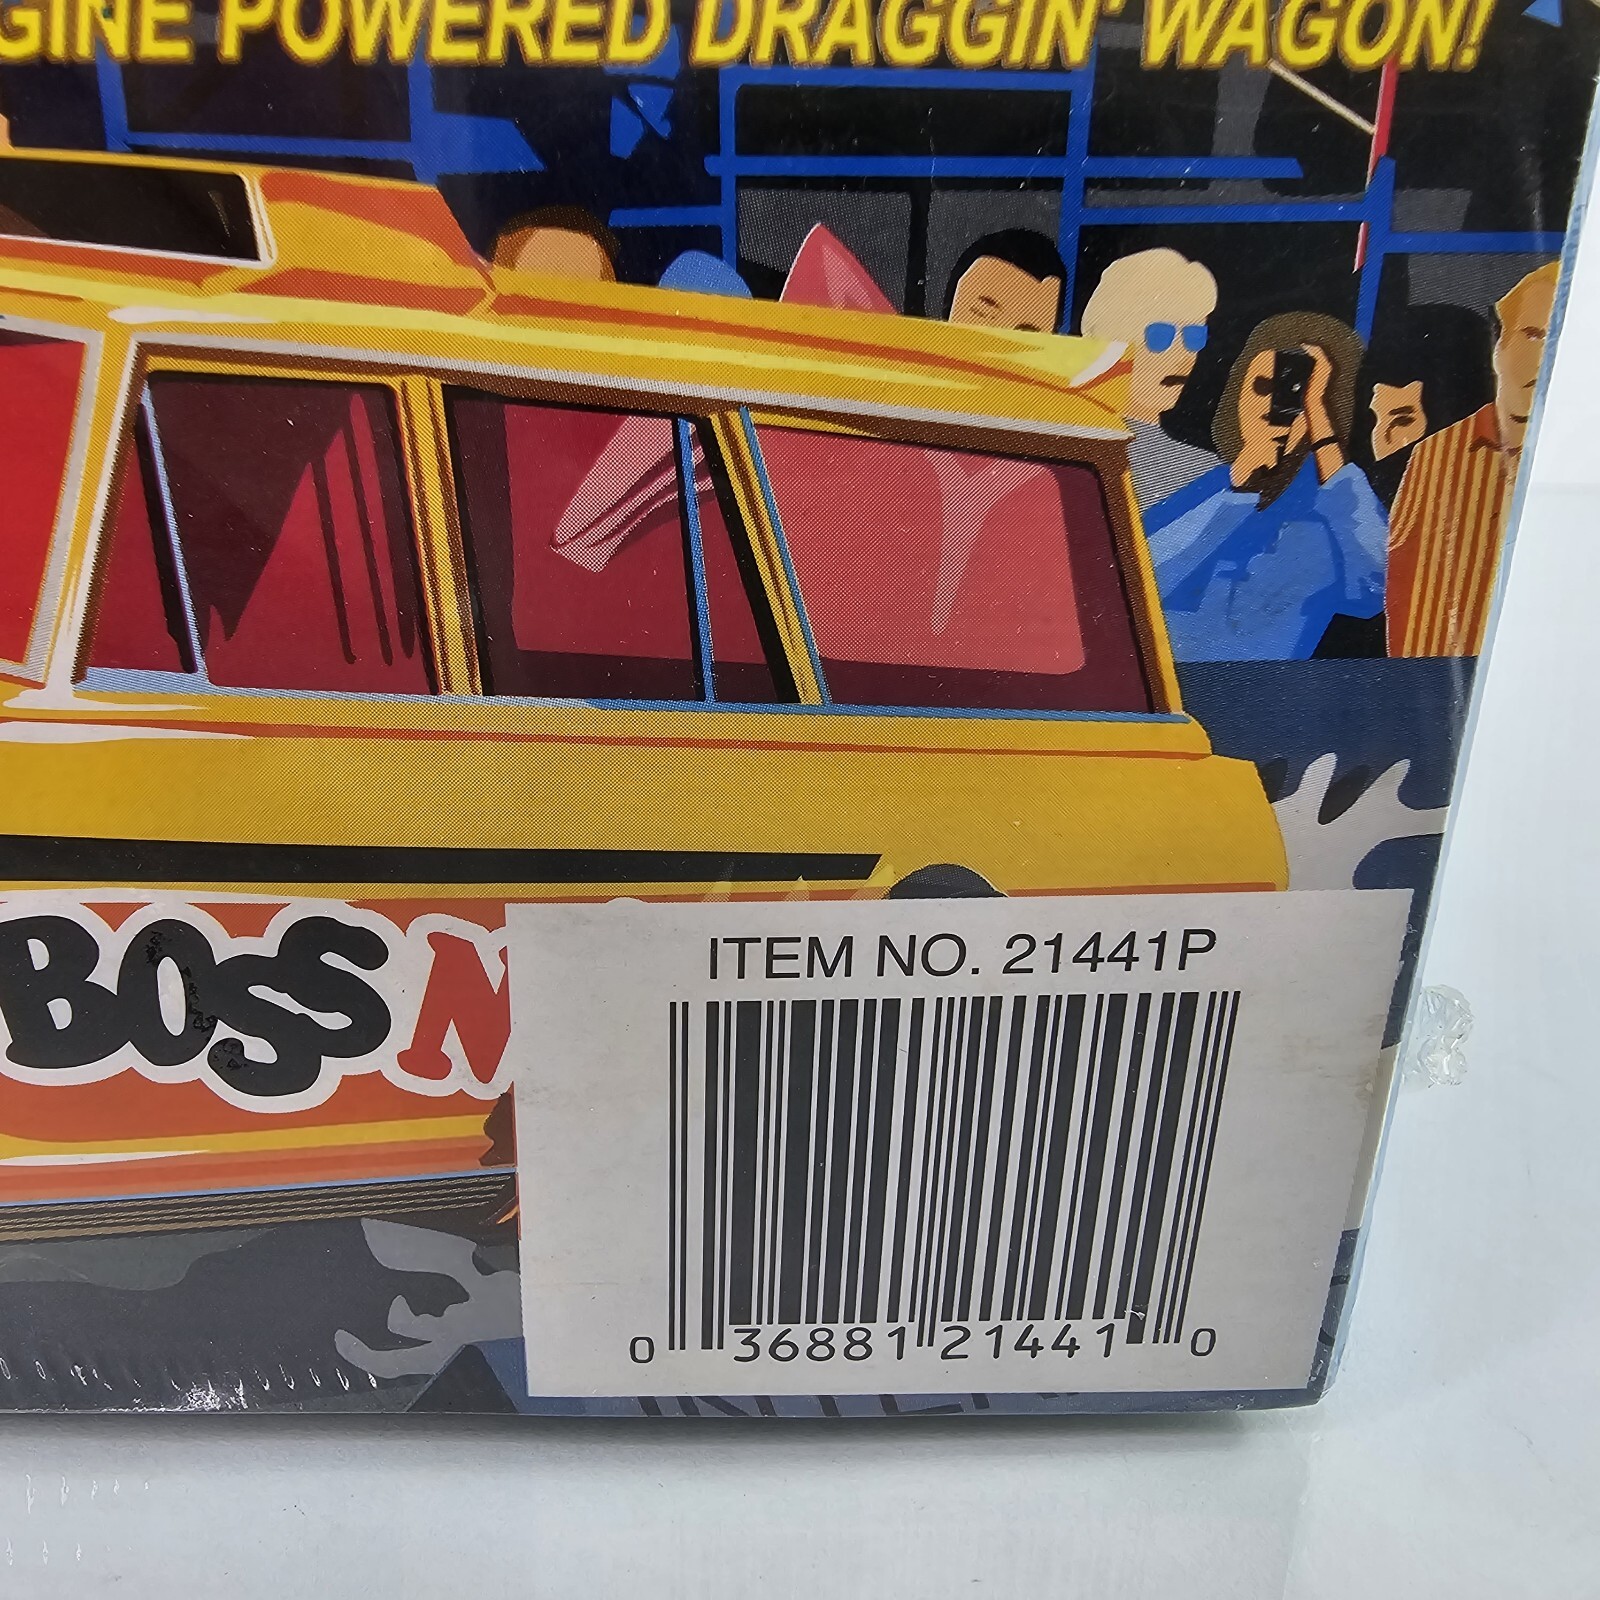 GINE POWERED DRAGGIN' WAGON!
BOSS N
ITEM NO. 21441P
0 36881 21441 0